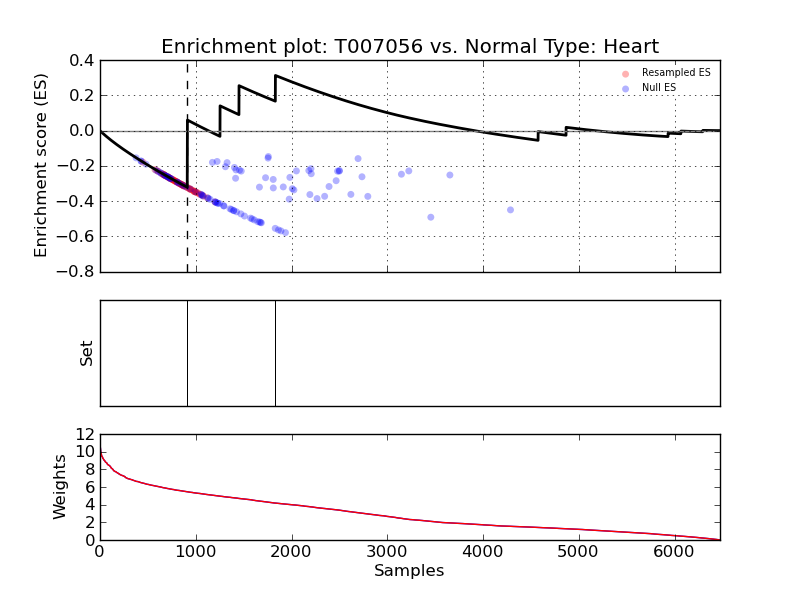 Enrichment plot: T007056 vs. Normal Type: Heart
Enrichment score (ES)
0.4
0.2
0.0
−0.2
−0.4
−0.6
−0.8
Resampled ES
Null ES
Set
Weights
12
10
8
6
4
2
0
0 1000 2000 3000 4000 5000 6000
Samples